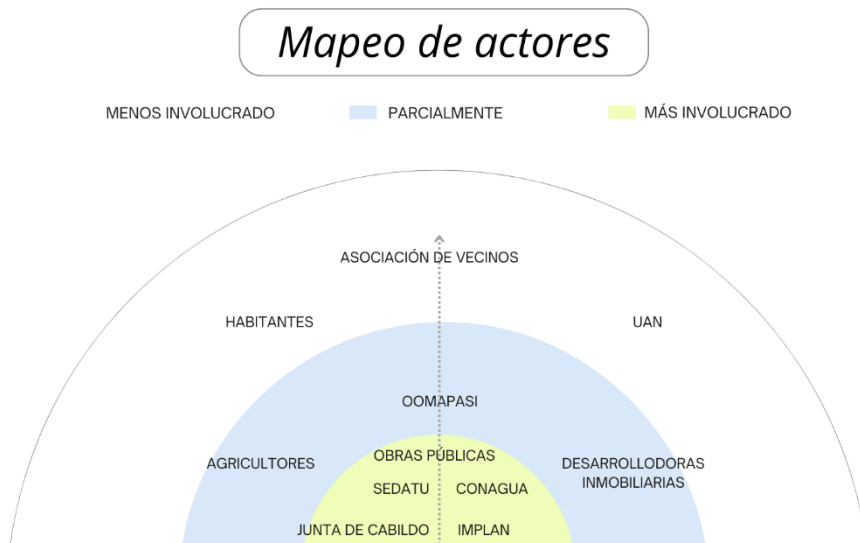 Mapeo de actores
MENOS INVOLUCRADO
PARCIALMENTE
MÁS INVOLUCRADO
ASOCIACIÓN DE VECINOS
HABITANTES
UAN
OOMAPASI
OBRAS PÚBLICAS
AGRICULTORES
DESARROLLODORAS
INMOBILIARIAS
SEDATU
CONAGUA
JUNTA DE CABILDO
IMPLAN